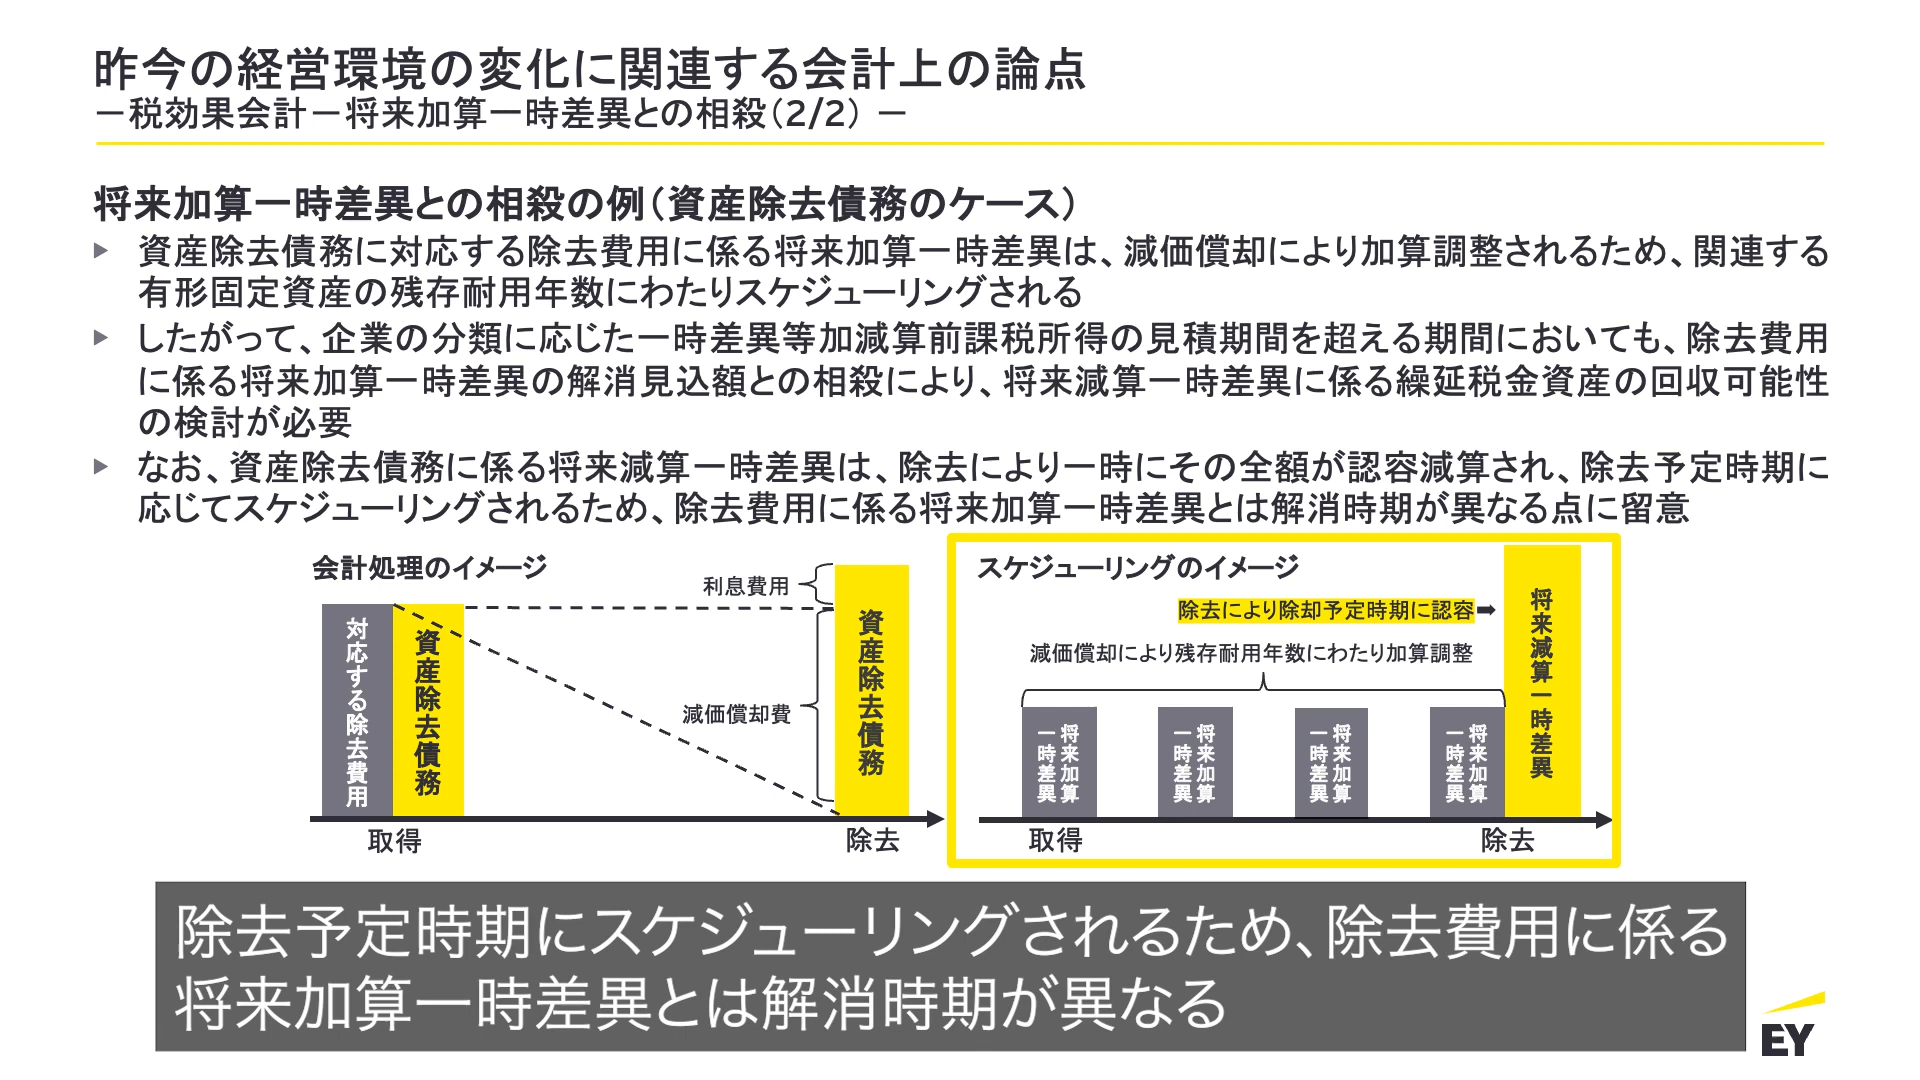 昨今の経営環境の変化に関連する会計上の論点
－税効果会計－将来加算一時差異との相殺（2/2） －
将来加算一時差異との相殺の例（資産除去債務のケース）
資産除去債務に対応する除去費用に係る将来加算一時差異は、減価償却により加算調整されるため、関連する
有形固定資産の残存耐用年数にわたりスケジューリングされる
したがって、企業の分類に応じた一時差異等加減算前課税所得の見積期間を超える期間においても、除去費用
に係る将来加算一時差異の解消見込額との相殺により、将来減算一時差異に係る繰延税金資産の回収可能性
の検討が必要
なお、資産除去債務に係る将来減算一時差異は、除去により一時にその全額が認容減算され、除去予定時期に
応じてスケジューリングされるため、除去費用に係る将来加算一時差異とは解消時期が異なる点に留意
会計処理のイメージ
対応する除去費用
資産除去債務
利息費用
減価償却費
資産除去債務
取得
除去
スケジューリングのイメージ
除去により除却予定時期に認容
減価償却により残存耐用年数にわたり加算調整
将来加算
一時差異
将来加算
一時差異
将来加算
一時差異
将来加算
一時差異
将来減算一時差異
取得
除去
除去予定時期にスケジューリングされるため、除去費用に係る
将来加算一時差異とは解消時期が異なる
EY